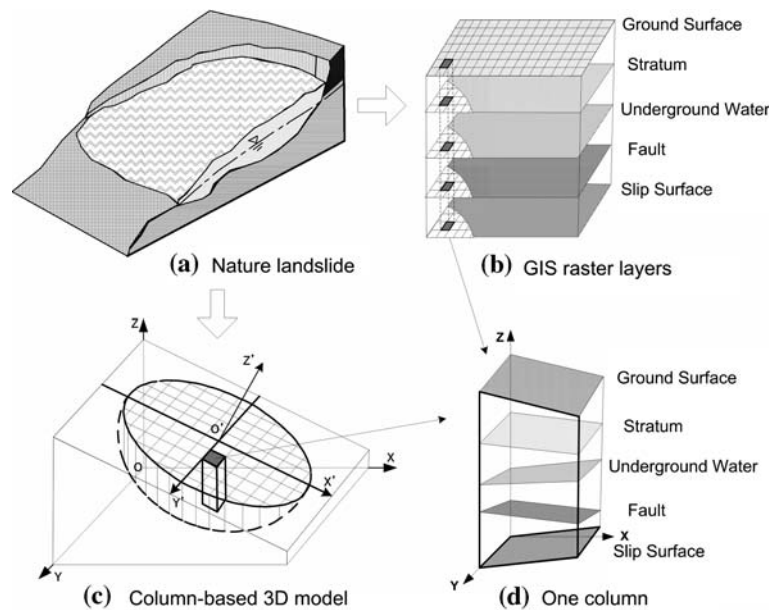 Ground Surface
Stratum
Underground Water
Fault
Slip Surface
(a) Nature landslide
(b) GIS raster layers
Z
Z'
O'
O
X
Y'
X'
Y
(c) Column-based 3D model
Z
Ground Surface
Stratum
Underground Water
Fault
X
Slip Surface
Y
(d) One column